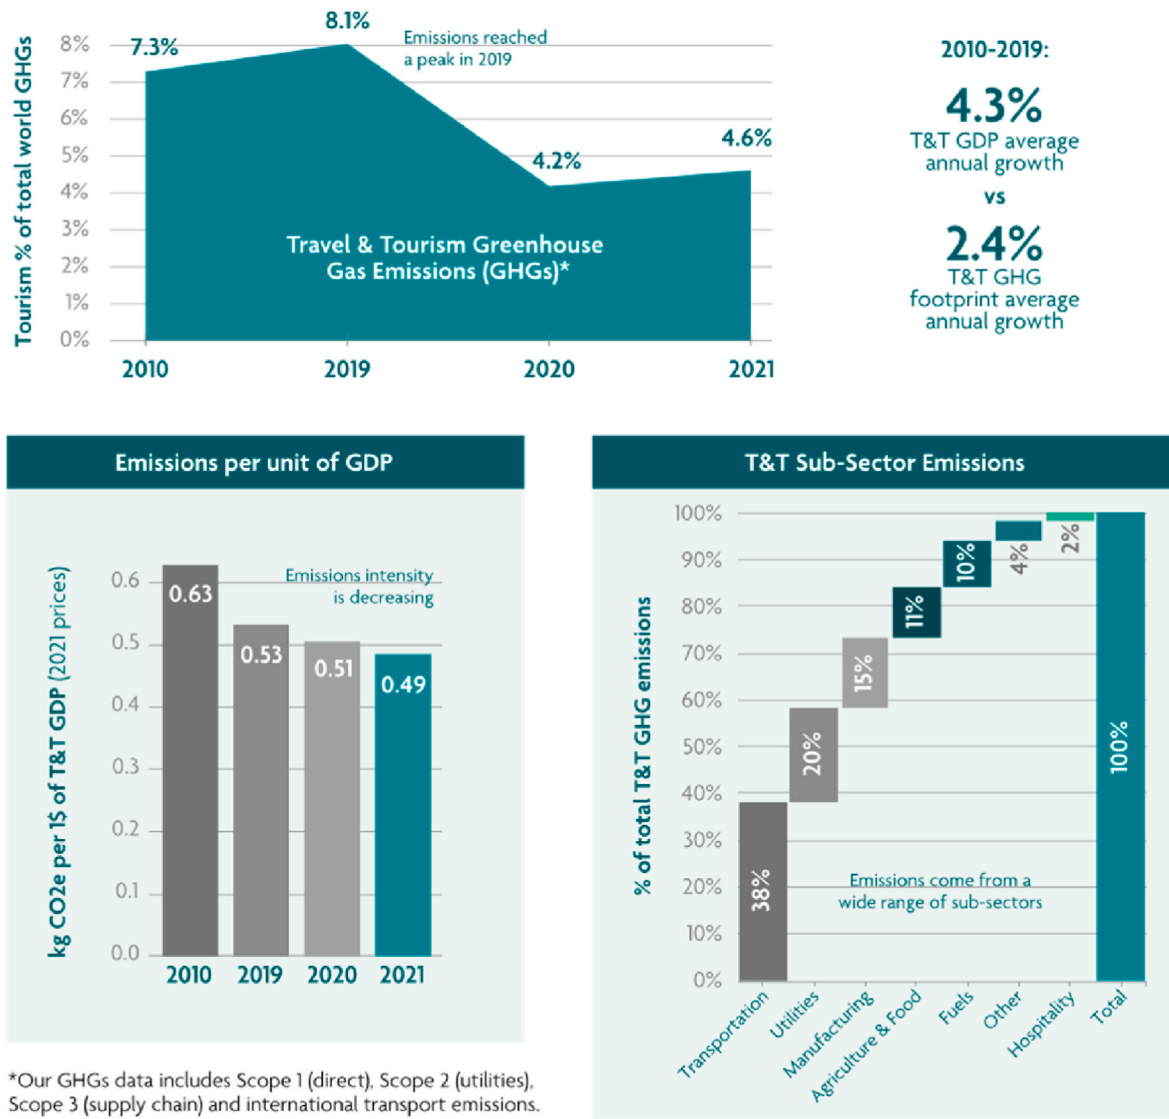 Tourism % of total world GHGs
8%
7%
6%
5%
4%
3%
2%
1%
0%
7.3%
8.1%
4.2%
4.6%
Emissions reached
a peak in 2019
Travel & Tourism Greenhouse
Gas Emissions (GHGs)*
2010
2019
2020
2021
2010-2019:
4.3%
T&T GDP average
annual growth
vs
2.4%
T&T GHG
footprint average
annual growth
Emissions per unit of GDP
kg CO2e per 1$ of T&T GDP (2021 prices)
0.6
0.5
0.4
0.3
0.2
0.1
0.0
Emissions intensity
is decreasing
0.63
0.53
0.51
0.49
2010
2019
2020
2021
T&T Sub-Sector Emissions
% of total T&T GHG emissions
100%
90%
80%
70%
60%
50%
40%
30%
20%
10%
0%
38%
20%
15%
11%
10%
4%
2%
100%
Emissions come from a
wide range of sub-sectors
Transportation
Utilities
Manufacturing
Agriculture & Food
Fuels
Other
Hospitality
Total
*Our GHGs data includes Scope 1 (direct), Scope 2 (utilities),
Scope 3 (supply chain) and international transport emissions.